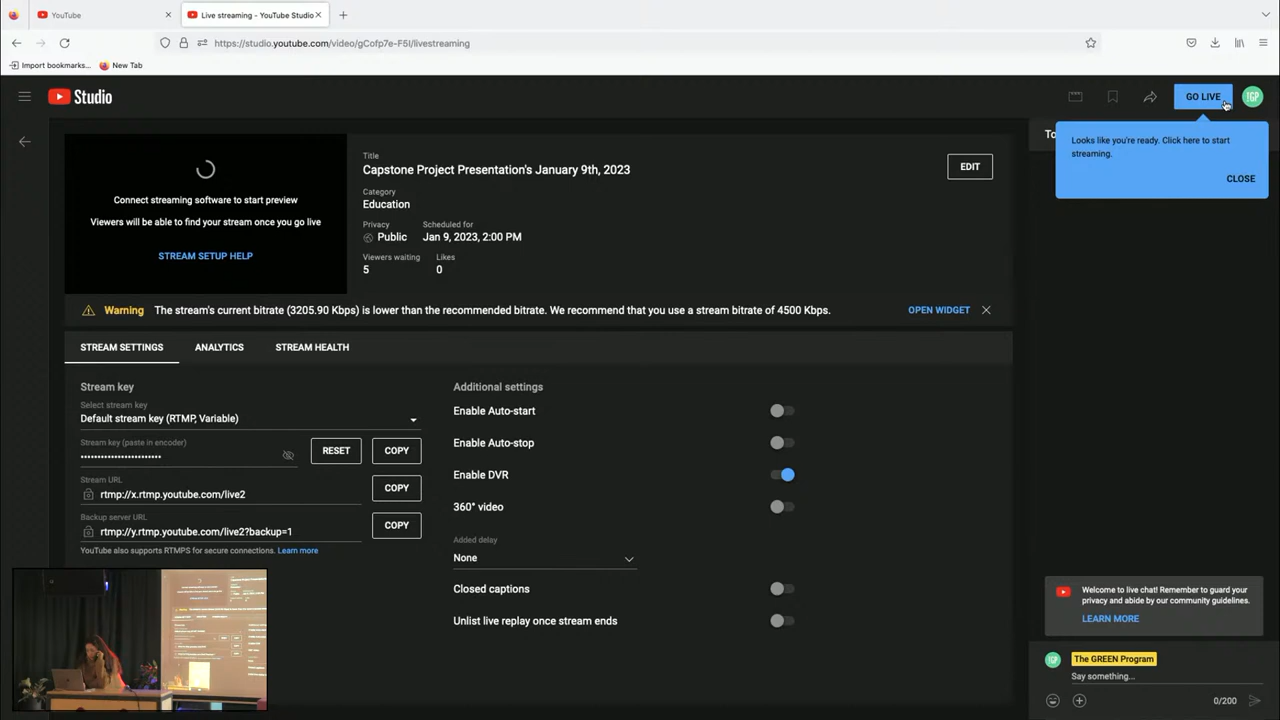 YouTube
Live streaming - YouTube Studio
https://studio.youtube.com/video/gCofp7e-F5I/livestreaming
Import bookmarks...
New Tab
Studio
GO LIVE
!GP
To
Looks like you're ready. Click here to start
streaming.
CLOSE
Connect streaming software to start preview
Viewers will be able to find your stream once you go live
STREAM SETUP HELP
Title
Capstone Project Presentation's January 9th, 2023
EDIT
Category
Education
Privacy
Scheduled for
Public
Jan 9, 2023, 2:00 PM
Viewers waiting
Likes
5
0
Warning
The stream's current bitrate (3205.90 Kbps) is lower than the recommended bitrate. We recommend that you use a stream bitrate of 4500 Kbps.
OPEN WIDGET
STREAM SETTINGS
ANALYTICS
STREAM HEALTH
Stream key
Select stream key
Default stream key (RTMP, Variable)
Stream key (paste in encoder)
RESET
COPY
Stream URL
rtmp://x.rtmp.youtube.com/live2
COPY
Backup server URL
rtmp://y.rtmp.youtube.com/live2?backup=1
COPY
YouTube also supports RTMPS for secure connections. Learn more
Additional settings
Enable Auto-start
Enable Auto-stop
Enable DVR
360° video
Added delay
None
Closed captions
Unlist live replay once stream ends
Welcome to live chat! Remember to guard your
privacy and abide by our community guidelines.
LEARN MORE
!GP
The GREEN Program
Say something...
0/200